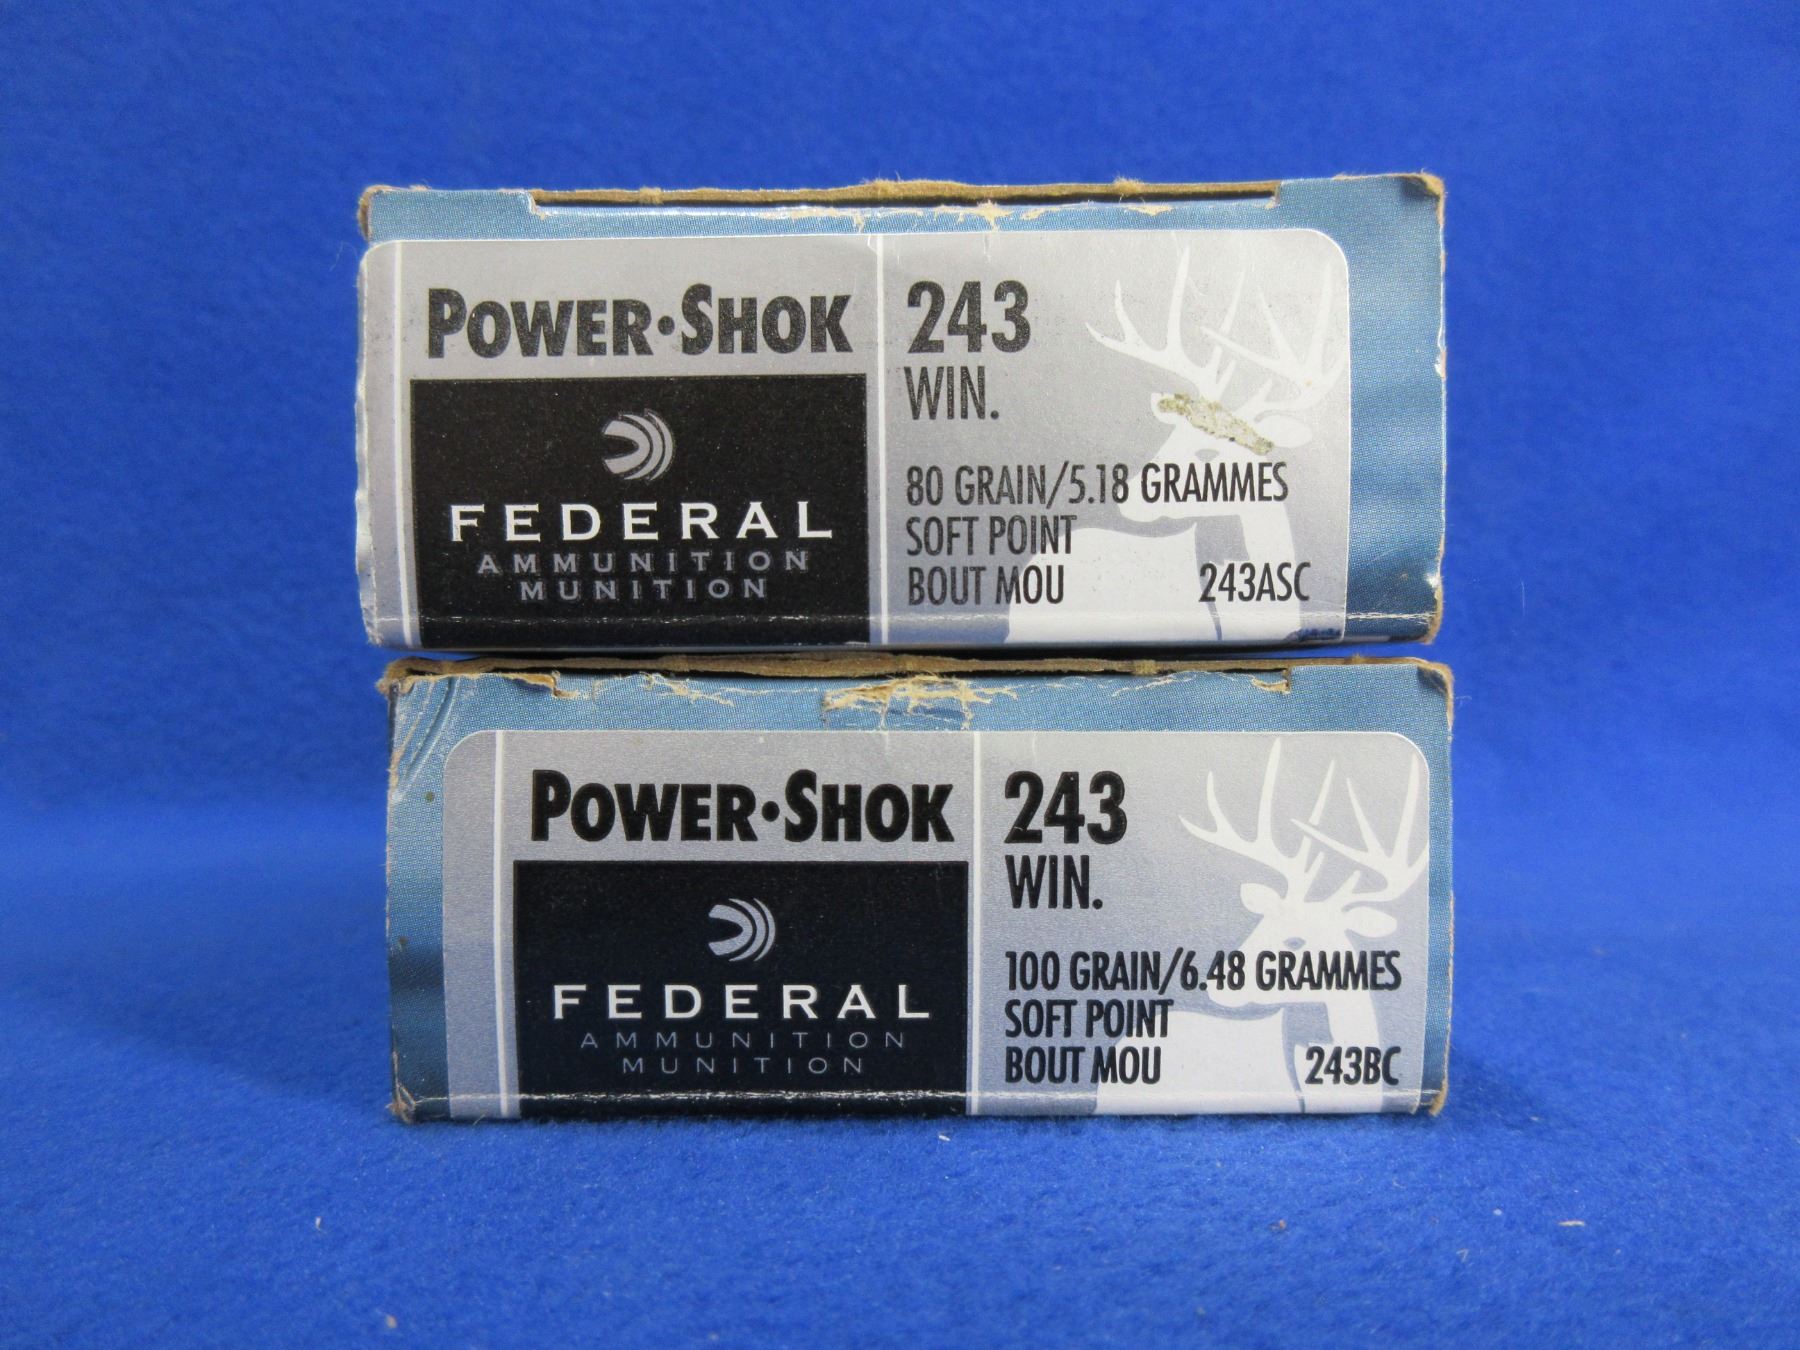 POWER•SHOK
FEDERAL
AMMUNITION
MUNITION
243
WIN.
80 GRAIN/5.18 GRAMMES
SOFT POINT
BOUT MOU
243ASC
POWER•SHOK
FEDERAL
AMMUNITION
MUNITION
243
WIN.
100 GRAIN/6.48 GRAMMES
SOFT POINT
BOUT MOU
243BC